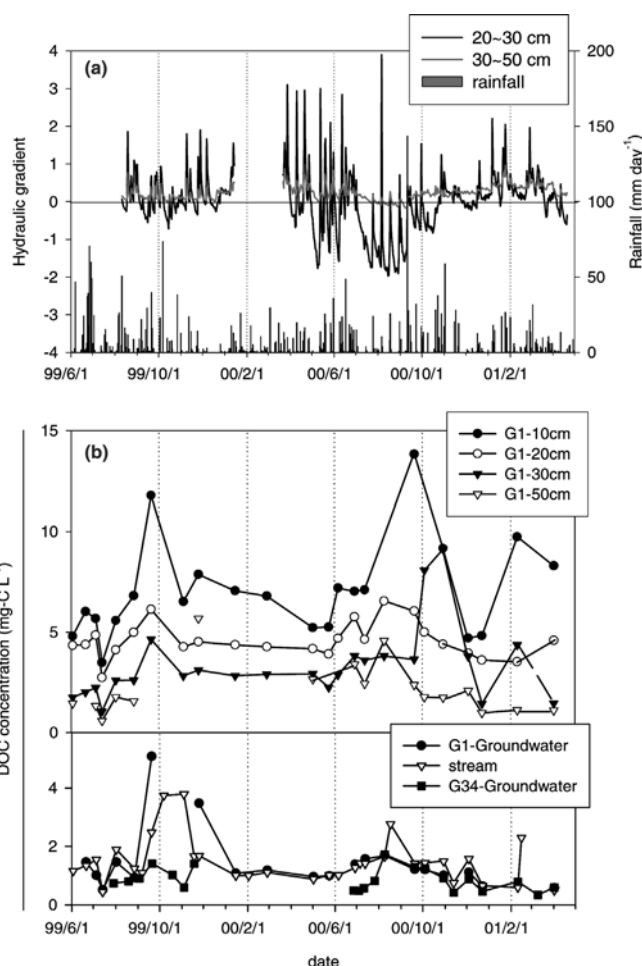 (a)
20~30 cm
30~50 cm
rainfall
Hydraulic gradient
4
3
2
1
0
-1
-2
-3
-4
200
150
100
50
0
Rainfall (mm day⁻¹)
99/6/1 99/10/1 00/2/1 00/6/1 00/10/1 01/2/1
(b)
G1-10cm
G1-20cm
G1-30cm
G1-50cm
DOC concentration (mg-C L⁻¹)
15
10
5
0
G1-Groundwater
stream
G34-Groundwater
4
2
0
99/6/1 99/10/1 00/2/1 00/6/1 00/10/1 01/2/1
date